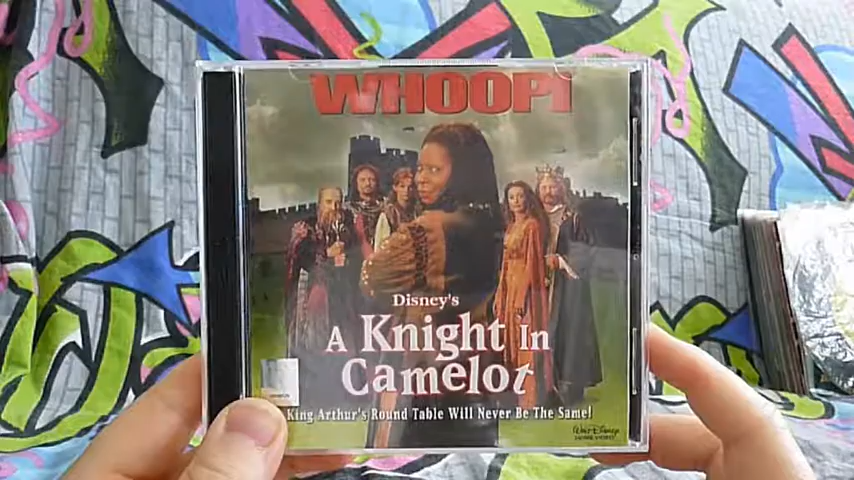 WHOOPI
Disney's
A Knight In
Camelot
King Arthur's Round Table Will Never Be The Same!
Walt Disney